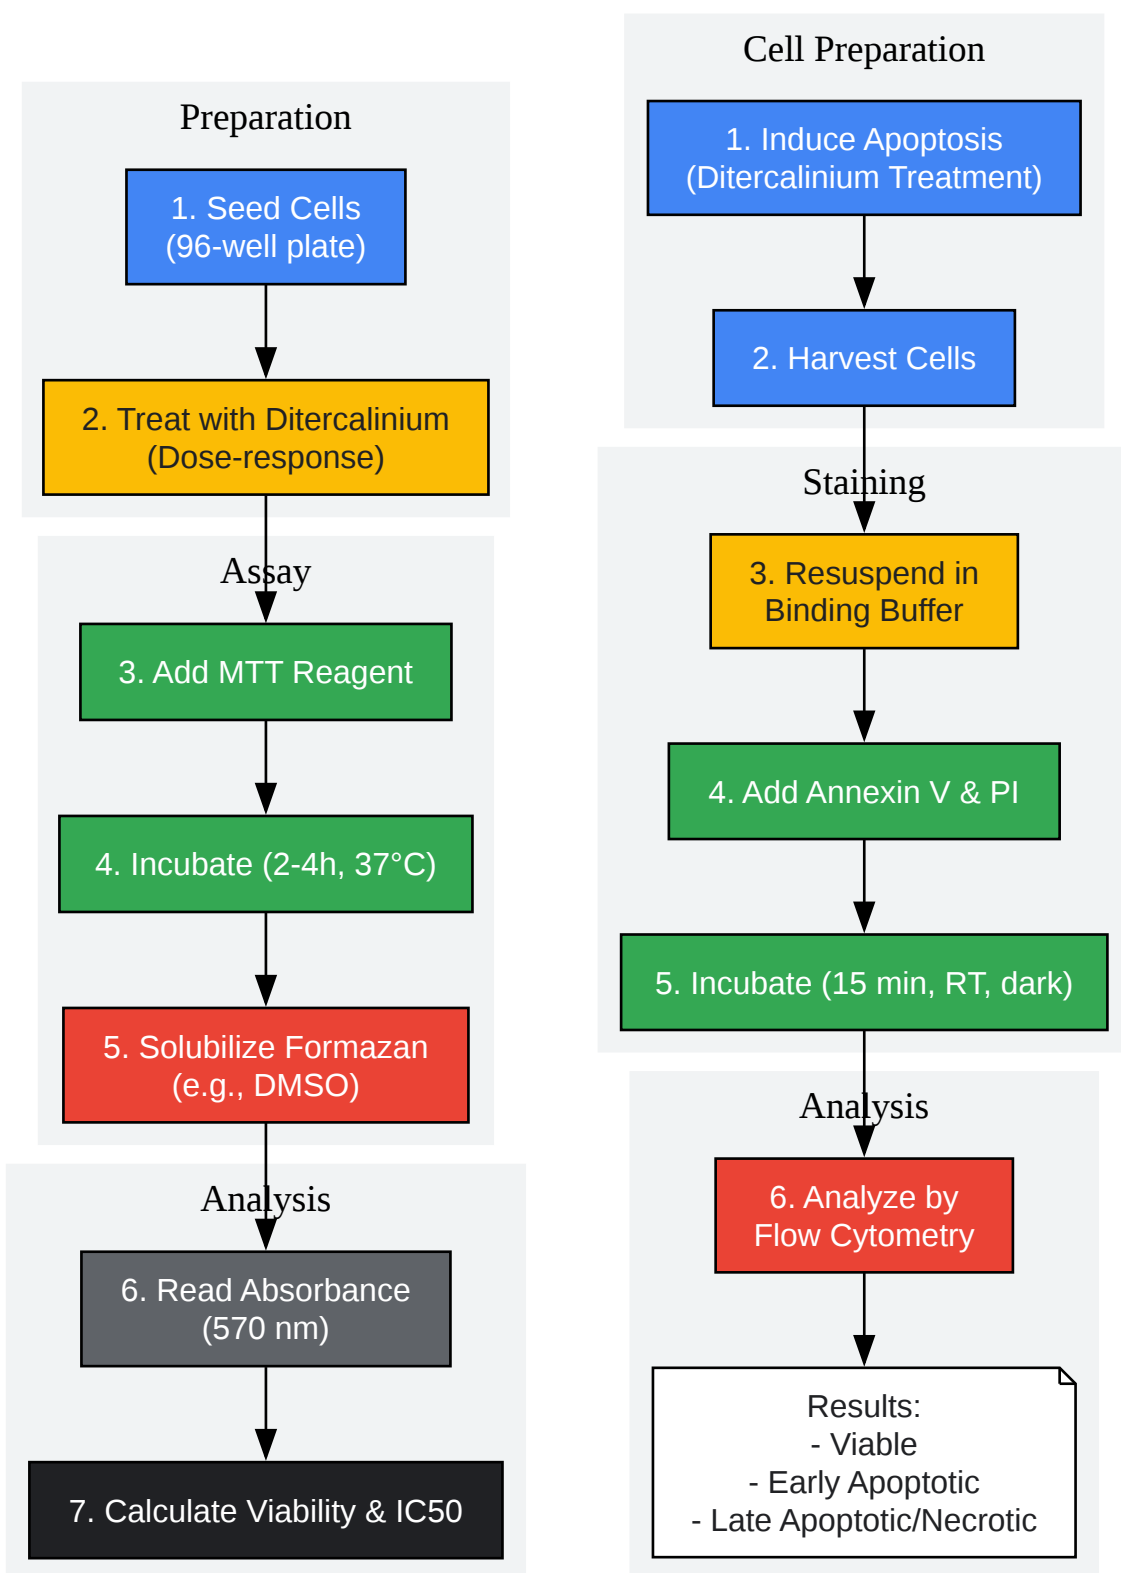 Preparation
1. Seed Cells
(96-well plate)
2. Treat with Ditercalinium
(Dose-response)
Assay
3. Add MTT Reagent
4. Incubate (2-4h, 37°C)
5. Solubilize Formazan
(e.g., DMSO)
Analysis
6. Read Absorbance
(570 nm)
7. Calculate Viability & IC50
Cell Preparation
1. Induce Apoptosis
(Ditercalinium Treatment)
2. Harvest Cells
Staining
3. Resuspend in
Binding Buffer
4. Add Annexin V & PI
5. Incubate (15 min, RT, dark)
Analysis
6. Analyze by
Flow Cytometry
Results:
- Viable
- Early Apoptotic
- Late Apoptotic/Necrotic